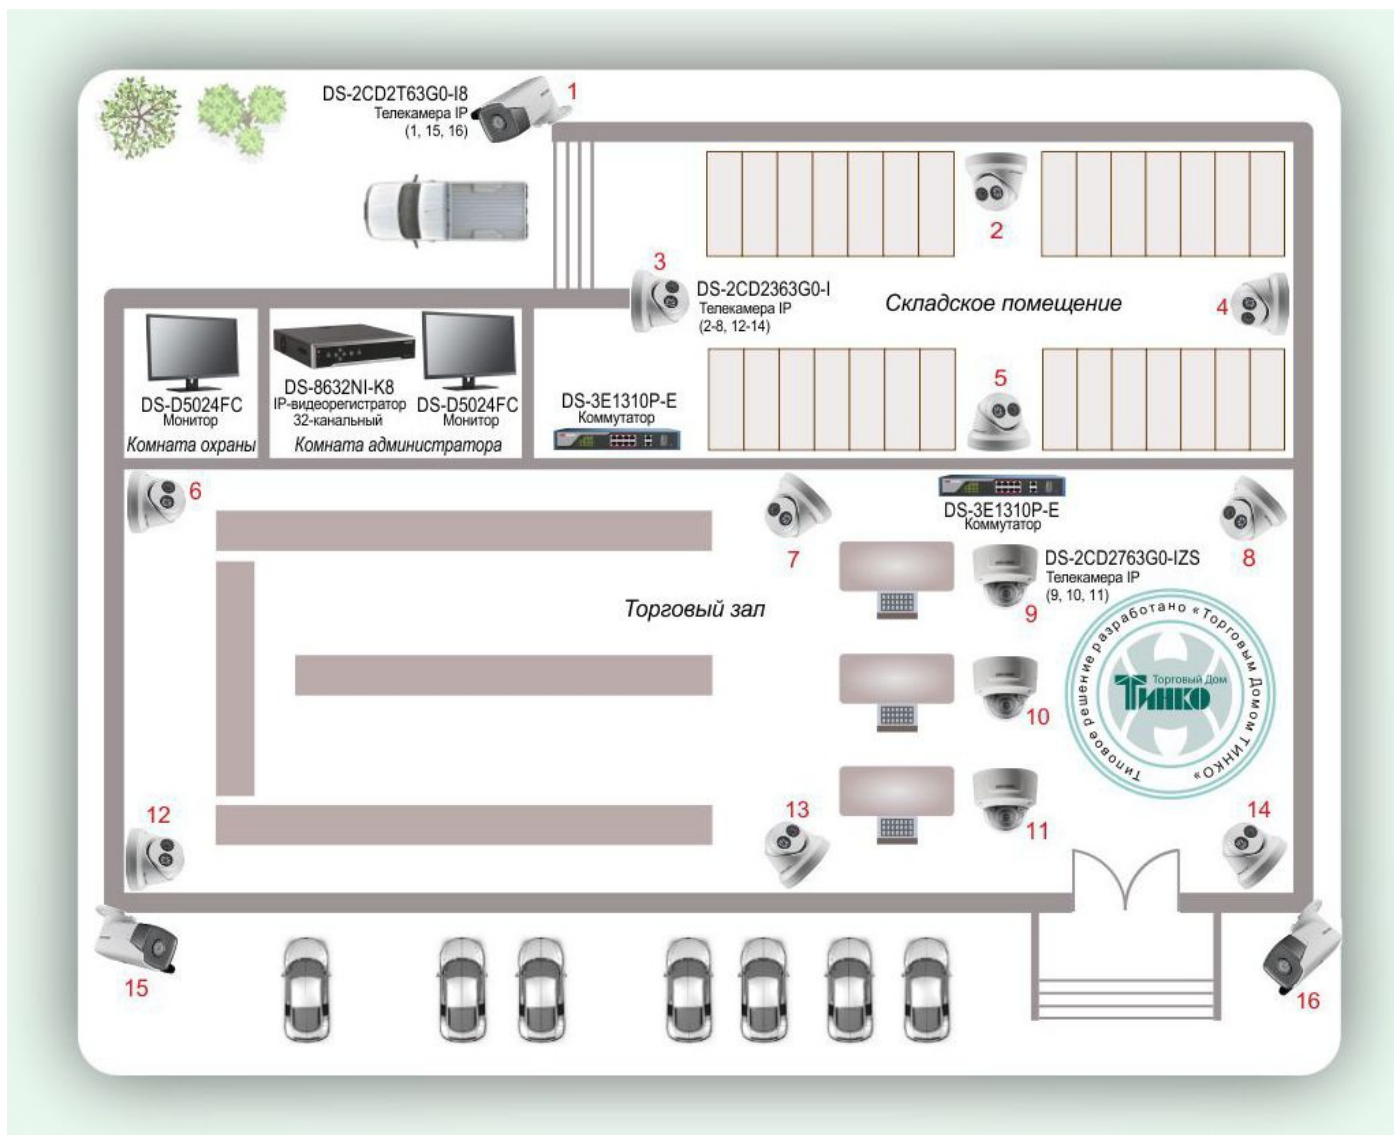 DS-2CD2T63G0-I8
Телекамера IP
(1, 15, 16)
1
2
3
DS-2CD2363G0-I
Телекамера IP
(2-8, 12-14)
Складское помещение
4
5
DS-D5024FC
Монитор
Комната охраны
DS-8632NI-K8
IP-видеорегистратор
32-канальный
DS-D5024FC
Монитор
Комната администратора
DS-3E1310P-E
Коммутатор
6
7
DS-3E1310P-E
Коммутатор
8
DS-2CD2763G0-IZS
Телекамера IP
(9, 10, 11)
9
Торговый зал
10
11
Типовое решение разработано «Торговым Домом ТИНКО»
Торговый Дом
ТИНКО
12
13
14
15
16